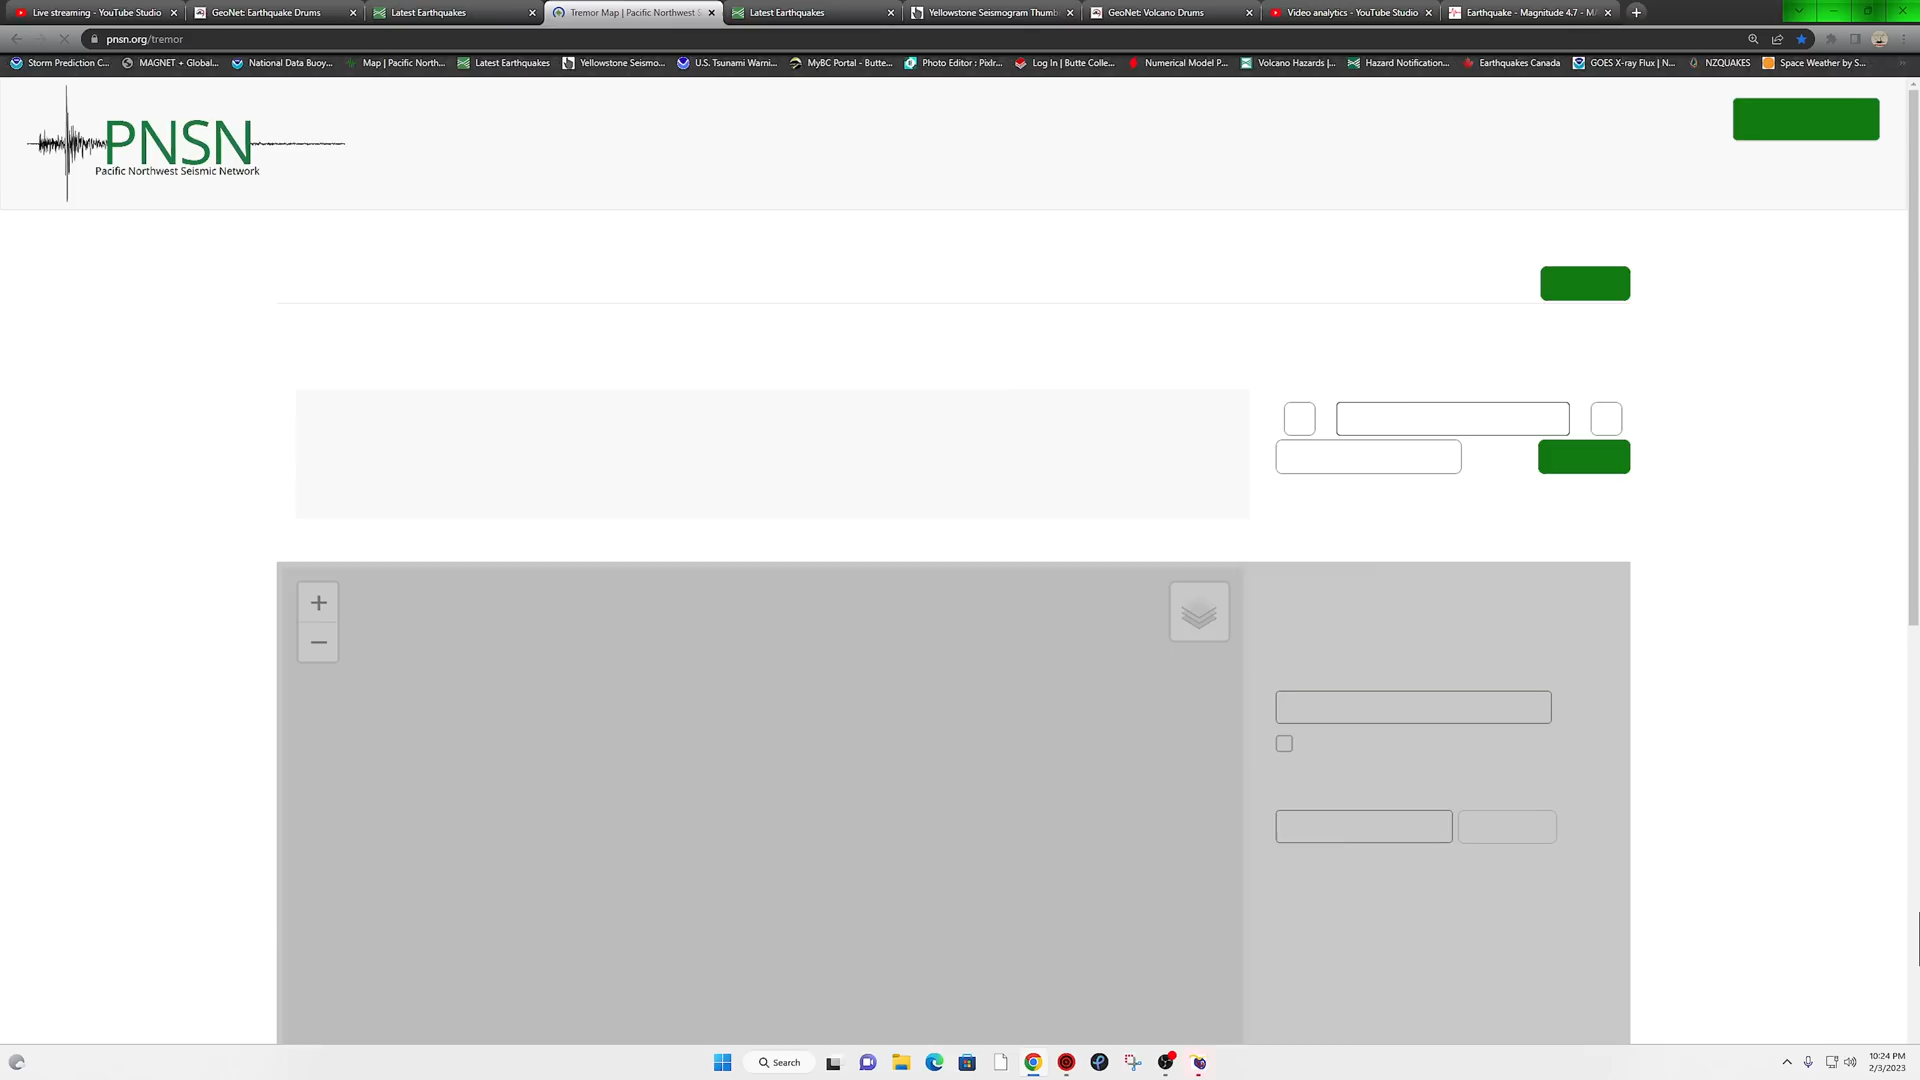 Live streaming - YouTube Studio
GeoNet: Earthquake Drums
Latest Earthquakes
Tremor Map | Pacific Northwest S
Latest Earthquakes
Yellowstone Seismogram Thumb
GeoNet: Volcano Drums
Video analytics - YouTube Studio
Earthquake - Magnitude 4.7 - M
pnsn.org/tremor
Storm Prediction C...
MAGNET + Global...
National Data Buoy...
Map | Pacific North...
Latest Earthquakes
Yellowstone Seismo...
U.S. Tsunami Warni...
MyBC Portal - Butte...
Photo Editor : Pixlr...
Log In | Butte Colle...
Numerical Model P...
Volcano Hazards |...
Hazard Notification...
Earthquakes Canada
GOES X-ray Flux | N...
NZQUAKES
Space Weather by S...
PNSN
Pacific Northwest Seismic Network
+
−
Search
10:24 PM
2/3/2023